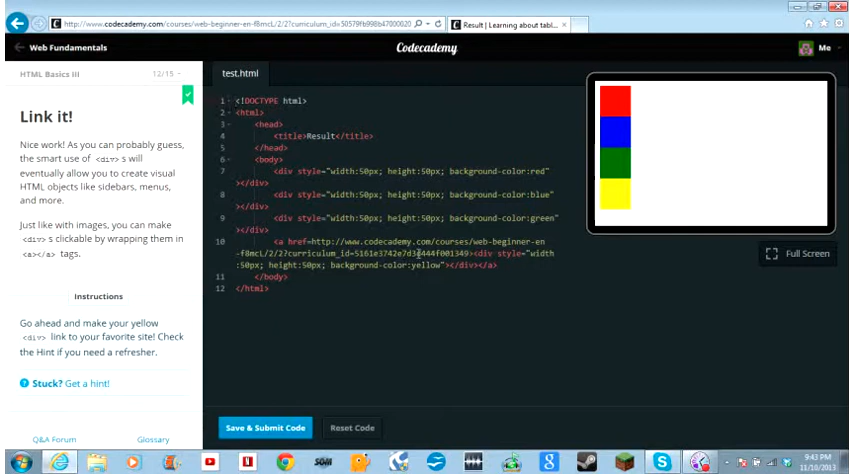 http://www.codecademy.com/courses/web-beginner-en-f8mcL/2/2?curriculum_id=50579fb998b47000020
Result | Learning about tabl...
Web Fundamentals
Codecademy
Me
HTML Basics III 12/15
test.html
Link it!
Nice work! As you can probably guess,
the smart use of <div> s will
eventually allow you to create visual
HTML objects like sidebars, menus,
and more.
Just like with images, you can make
<div> s clickable by wrapping them in
<a></a> tags.
Instructions
Go ahead and make your yellow
<div> link to your favorite site! Check
the Hint if you need a refresher.
Stuck? Get a hint!
Q&A Forum Glossary
1 <!DOCTYPE html>
2 <html>
3 <head>
4 <title>Result</title>
5 </head>
6 <body>
7 <div style="width:50px; height:50px; background-color:red"
></div>
8 <div style="width:50px; height:50px; background-color:blue"
></div>
9 <div style="width:50px; height:50px; background-color:green"
></div>
10 <a href=http://www.codecademy.com/courses/web-beginner-en
-f8mcL/2/2?curriculum_id=5161e3742e7d3f444f001349><div style="width
:50px; height:50px; background-color:yellow"></div></a>
11 </body>
12 </html>
Full Screen
Save & Submit Code
Reset Code
9:43 PM
11/10/2013